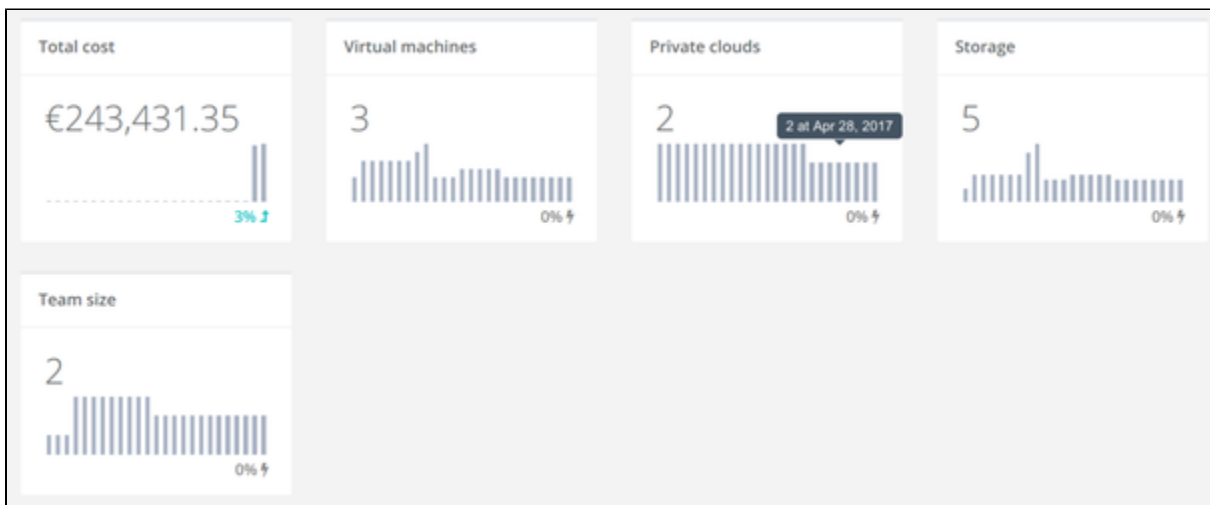 Total cost
Virtual machines
Private clouds
Storage
€243,431.35
3
2
2 at Apr 28, 2017
5
3%
0%
0%
0%
Team size
2
0%